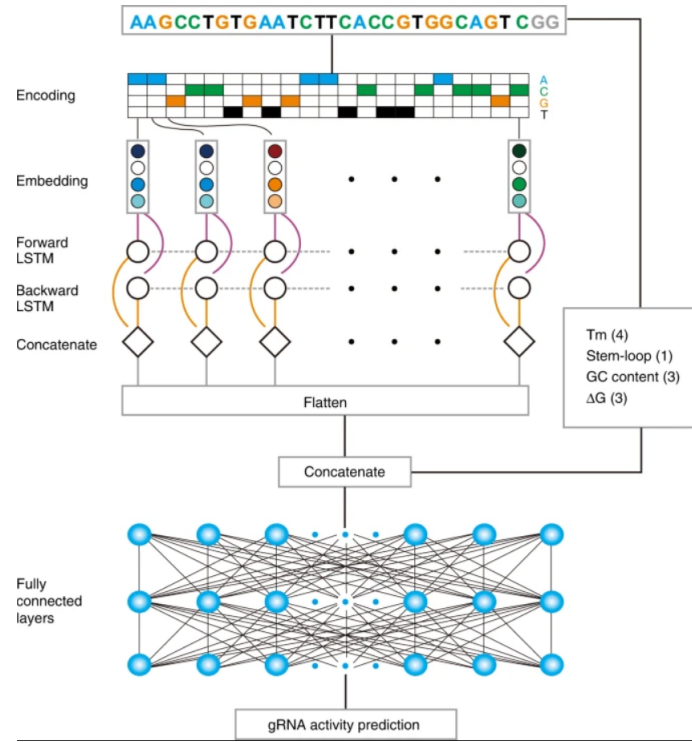 AAGCCTGTGAATCTTCACCGTGGCAGTCGG
Encoding
A
C
G
T
Embedding
Forward
LSTM
Backward
LSTM
Concatenate
Tm (4)
Stem-loop (1)
GC content (3)
ΔG (3)
Flatten
Concatenate
Fully
connected
layers
gRNA activity prediction